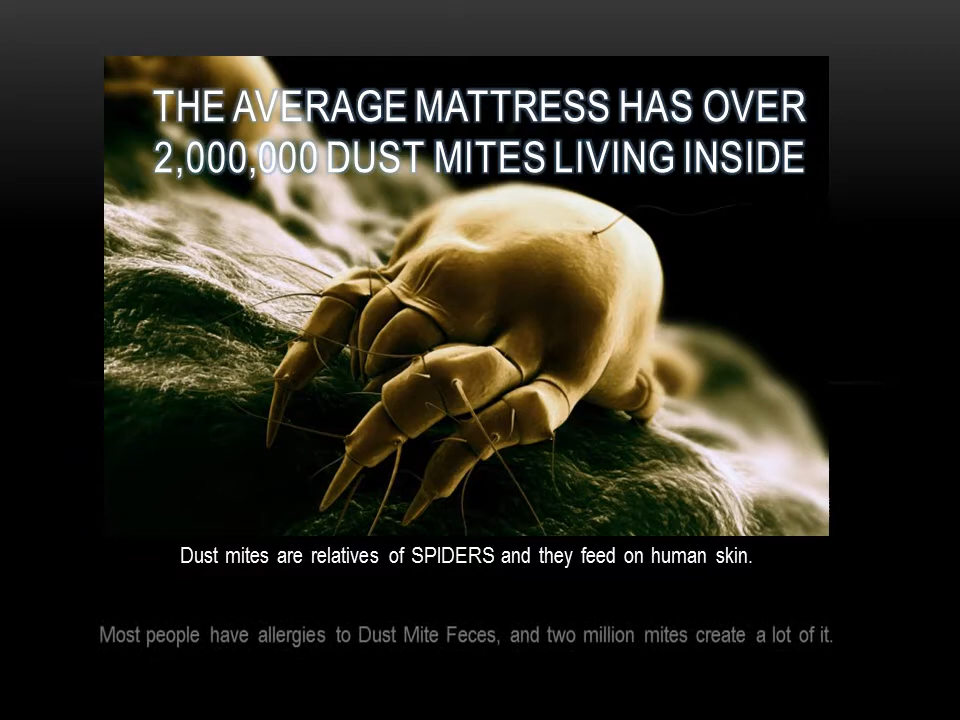 THE AVERAGE MATTRESS HAS OVER
2,000,000 DUST MITES LIVING INSIDE
Dust mites are relatives of SPIDERS and they feed on human skin.
Most people have allergies to Dust Mite Feces, and two million mites create a lot of it.